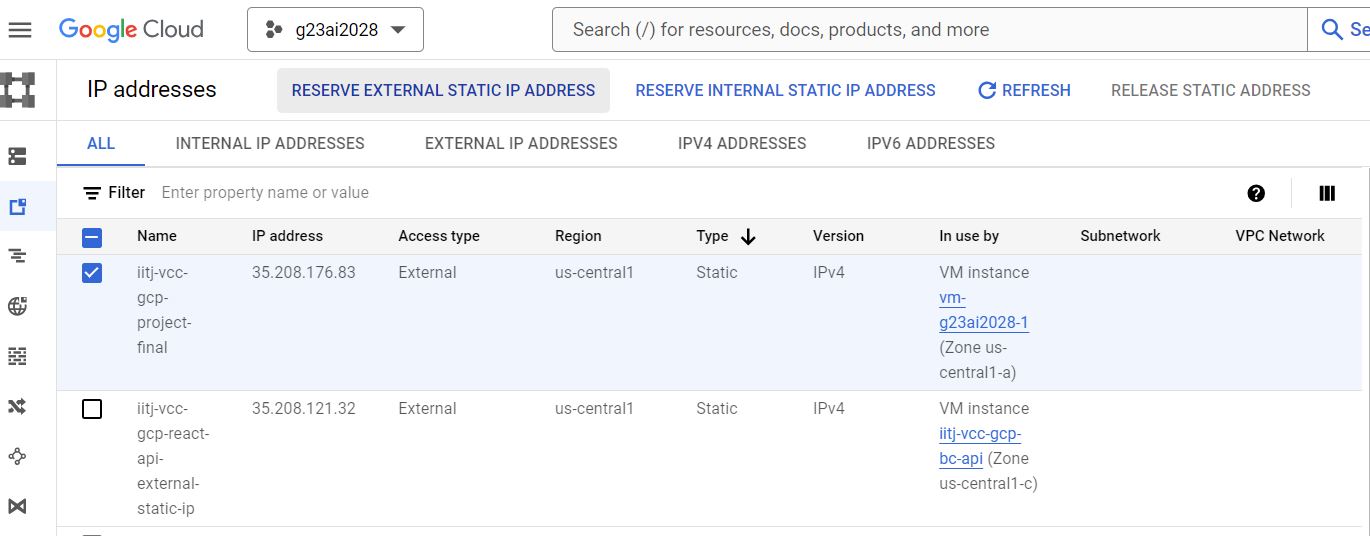 Google Cloud
g23ai2028
Search (/) for resources, docs, products, and more
Se
IP addresses
RESERVE EXTERNAL STATIC IP ADDRESS
RESERVE INTERNAL STATIC IP ADDRESS
REFRESH
RELEASE STATIC ADDRESS
ALL
INTERNAL IP ADDRESSES
EXTERNAL IP ADDRESSES
IPV4 ADDRESSES
IPV6 ADDRESSES
Filter
Enter property name or value
Name
IP address
Access type
Region
Type
Version
In use by
Subnetwork
VPC Network
iitj-vcc-
gcp-
project-
final
35.208.176.83
External
us-central1
Static
IPv4
VM instance
vm-
g23ai2028-1
(Zone us-
central1-a)
iitj-vcc-
gcp-react-
api-
external-
static-ip
35.208.121.32
External
us-central1
Static
IPv4
VM instance
iitj-vcc-gcp-
bc-api (Zone
us-central1-c)